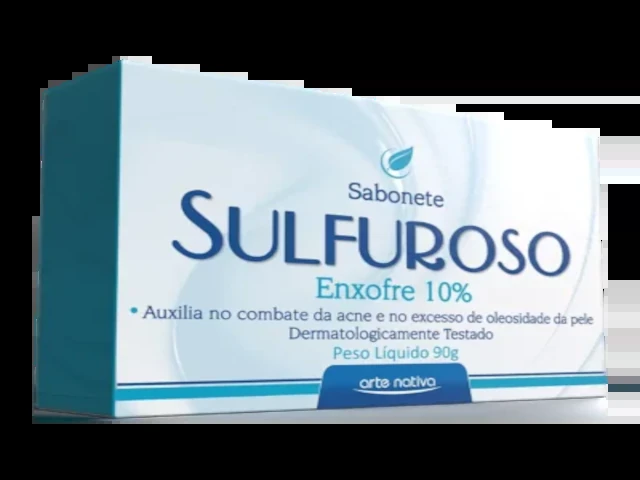 Sabonete
SULFUROSO
Enxofre 10%
• Auxilia no combate da acne e no excesso de oleosidade da pele
Dermatologicamente Testado
Peso Líquido 90g
arte nativa